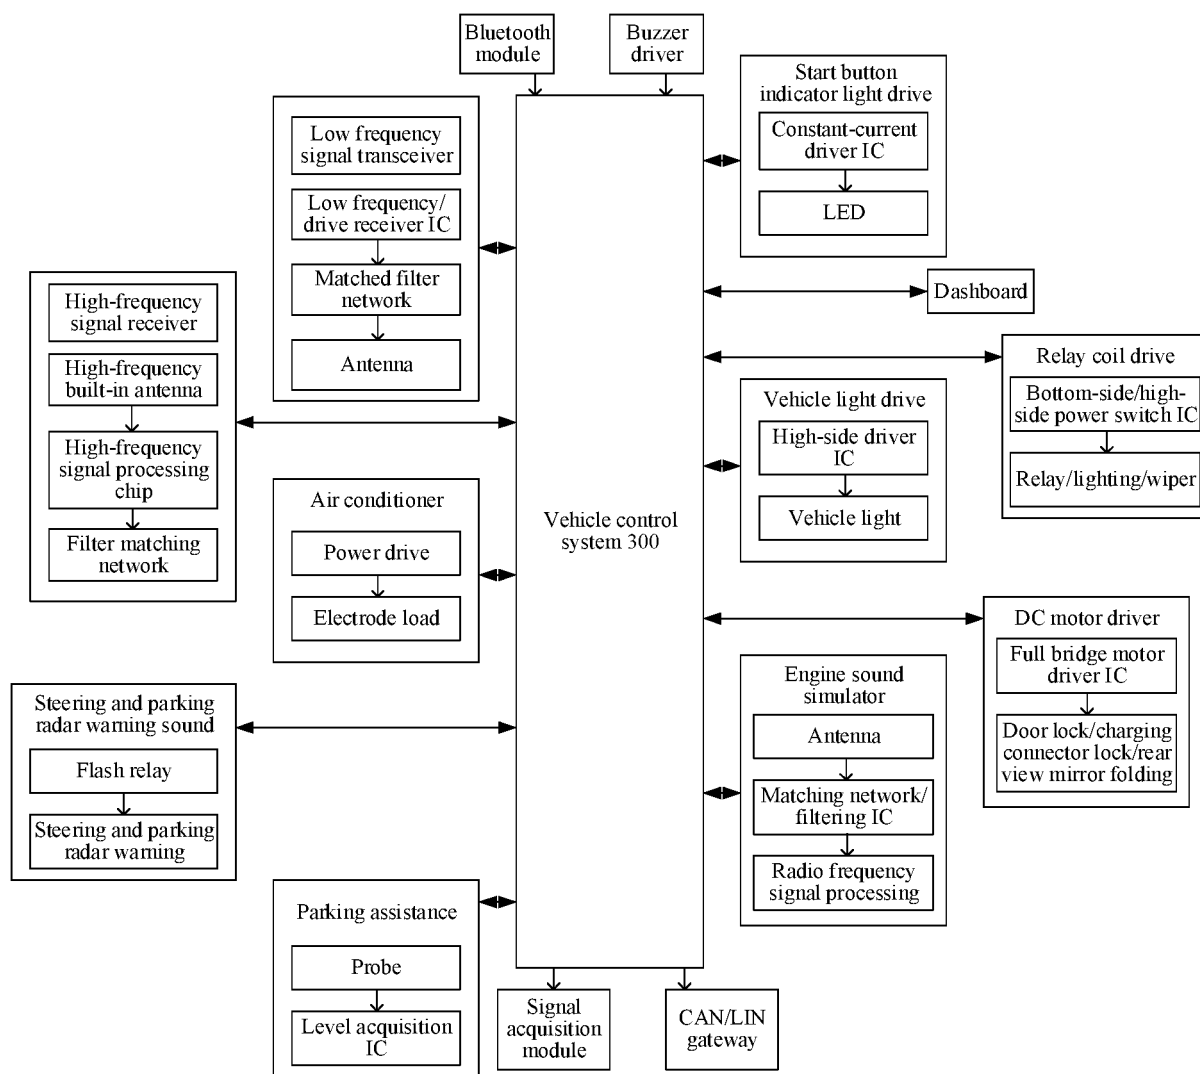 Bluetooth
module
Buzzer
driver
Start button
indicator light drive
Constant-current
driver IC
LED
Low frequency
signal transceiver
Low frequency/
drive receiver IC
Matched filter
network
Antenna
Dashboard
High-frequency
signal receiver
High-frequency
built-in antenna
High-frequency
signal processing
chip
Filter matching
network
Relay coil drive
Bottom-side/high-
side power switch IC
Relay/lighting/wiper
Vehicle light drive
High-side driver
IC
Vehicle light
Air conditioner
Power drive
Electrode load
Vehicle control
system 300
DC motor driver
Full bridge motor
driver IC
Door lock/charging
connector lock/rear
view mirror folding
Steering and parking
radar warning sound
Flash relay
Steering and parking
radar warning
Engine sound
simulator
Antenna
Matching network/
filtering IC
Radio frequency
signal processing
Parking assistance
Probe
Level acquisition
IC
Signal
acquisition
module
CAN/LIN
gateway